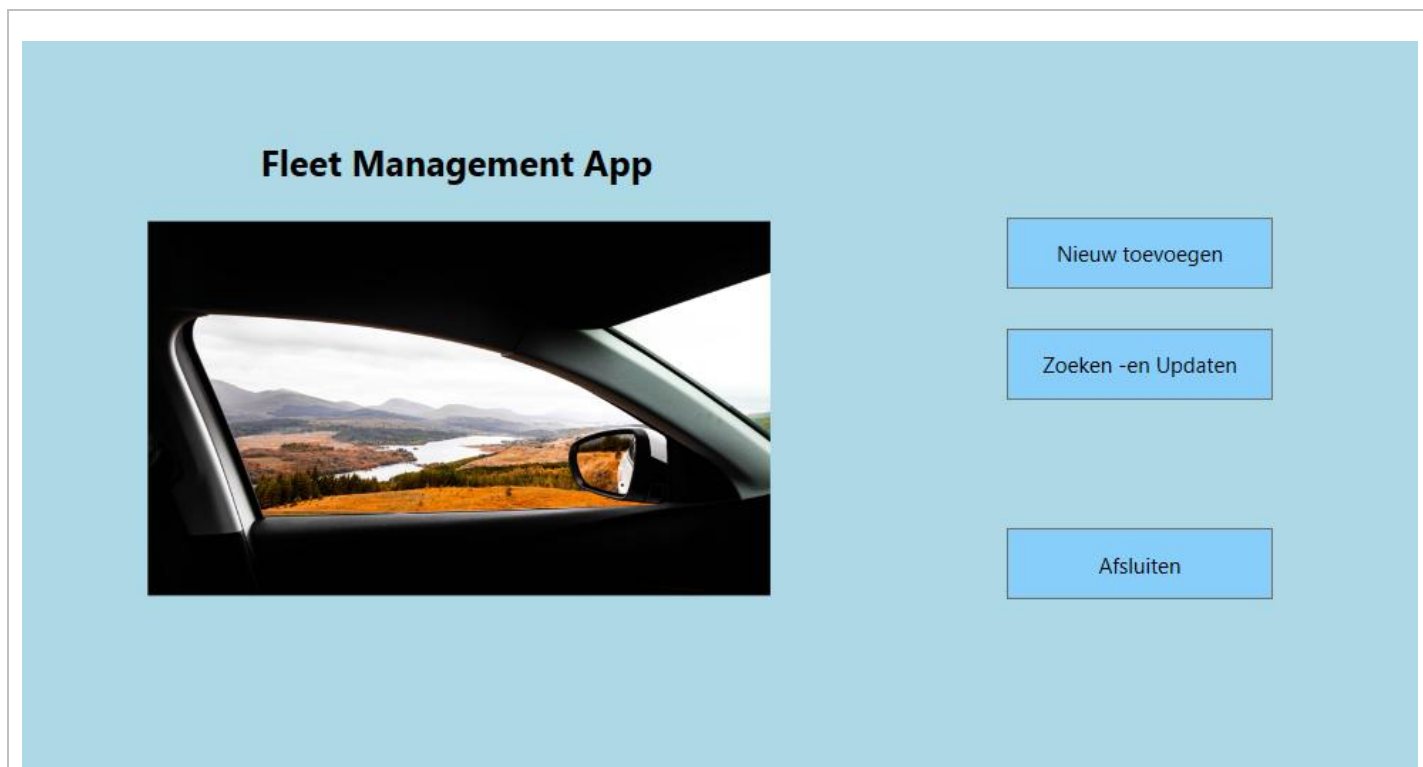 Fleet Management App
Nieuw toevoegen
Zoeken -en Updaten
Afsluiten